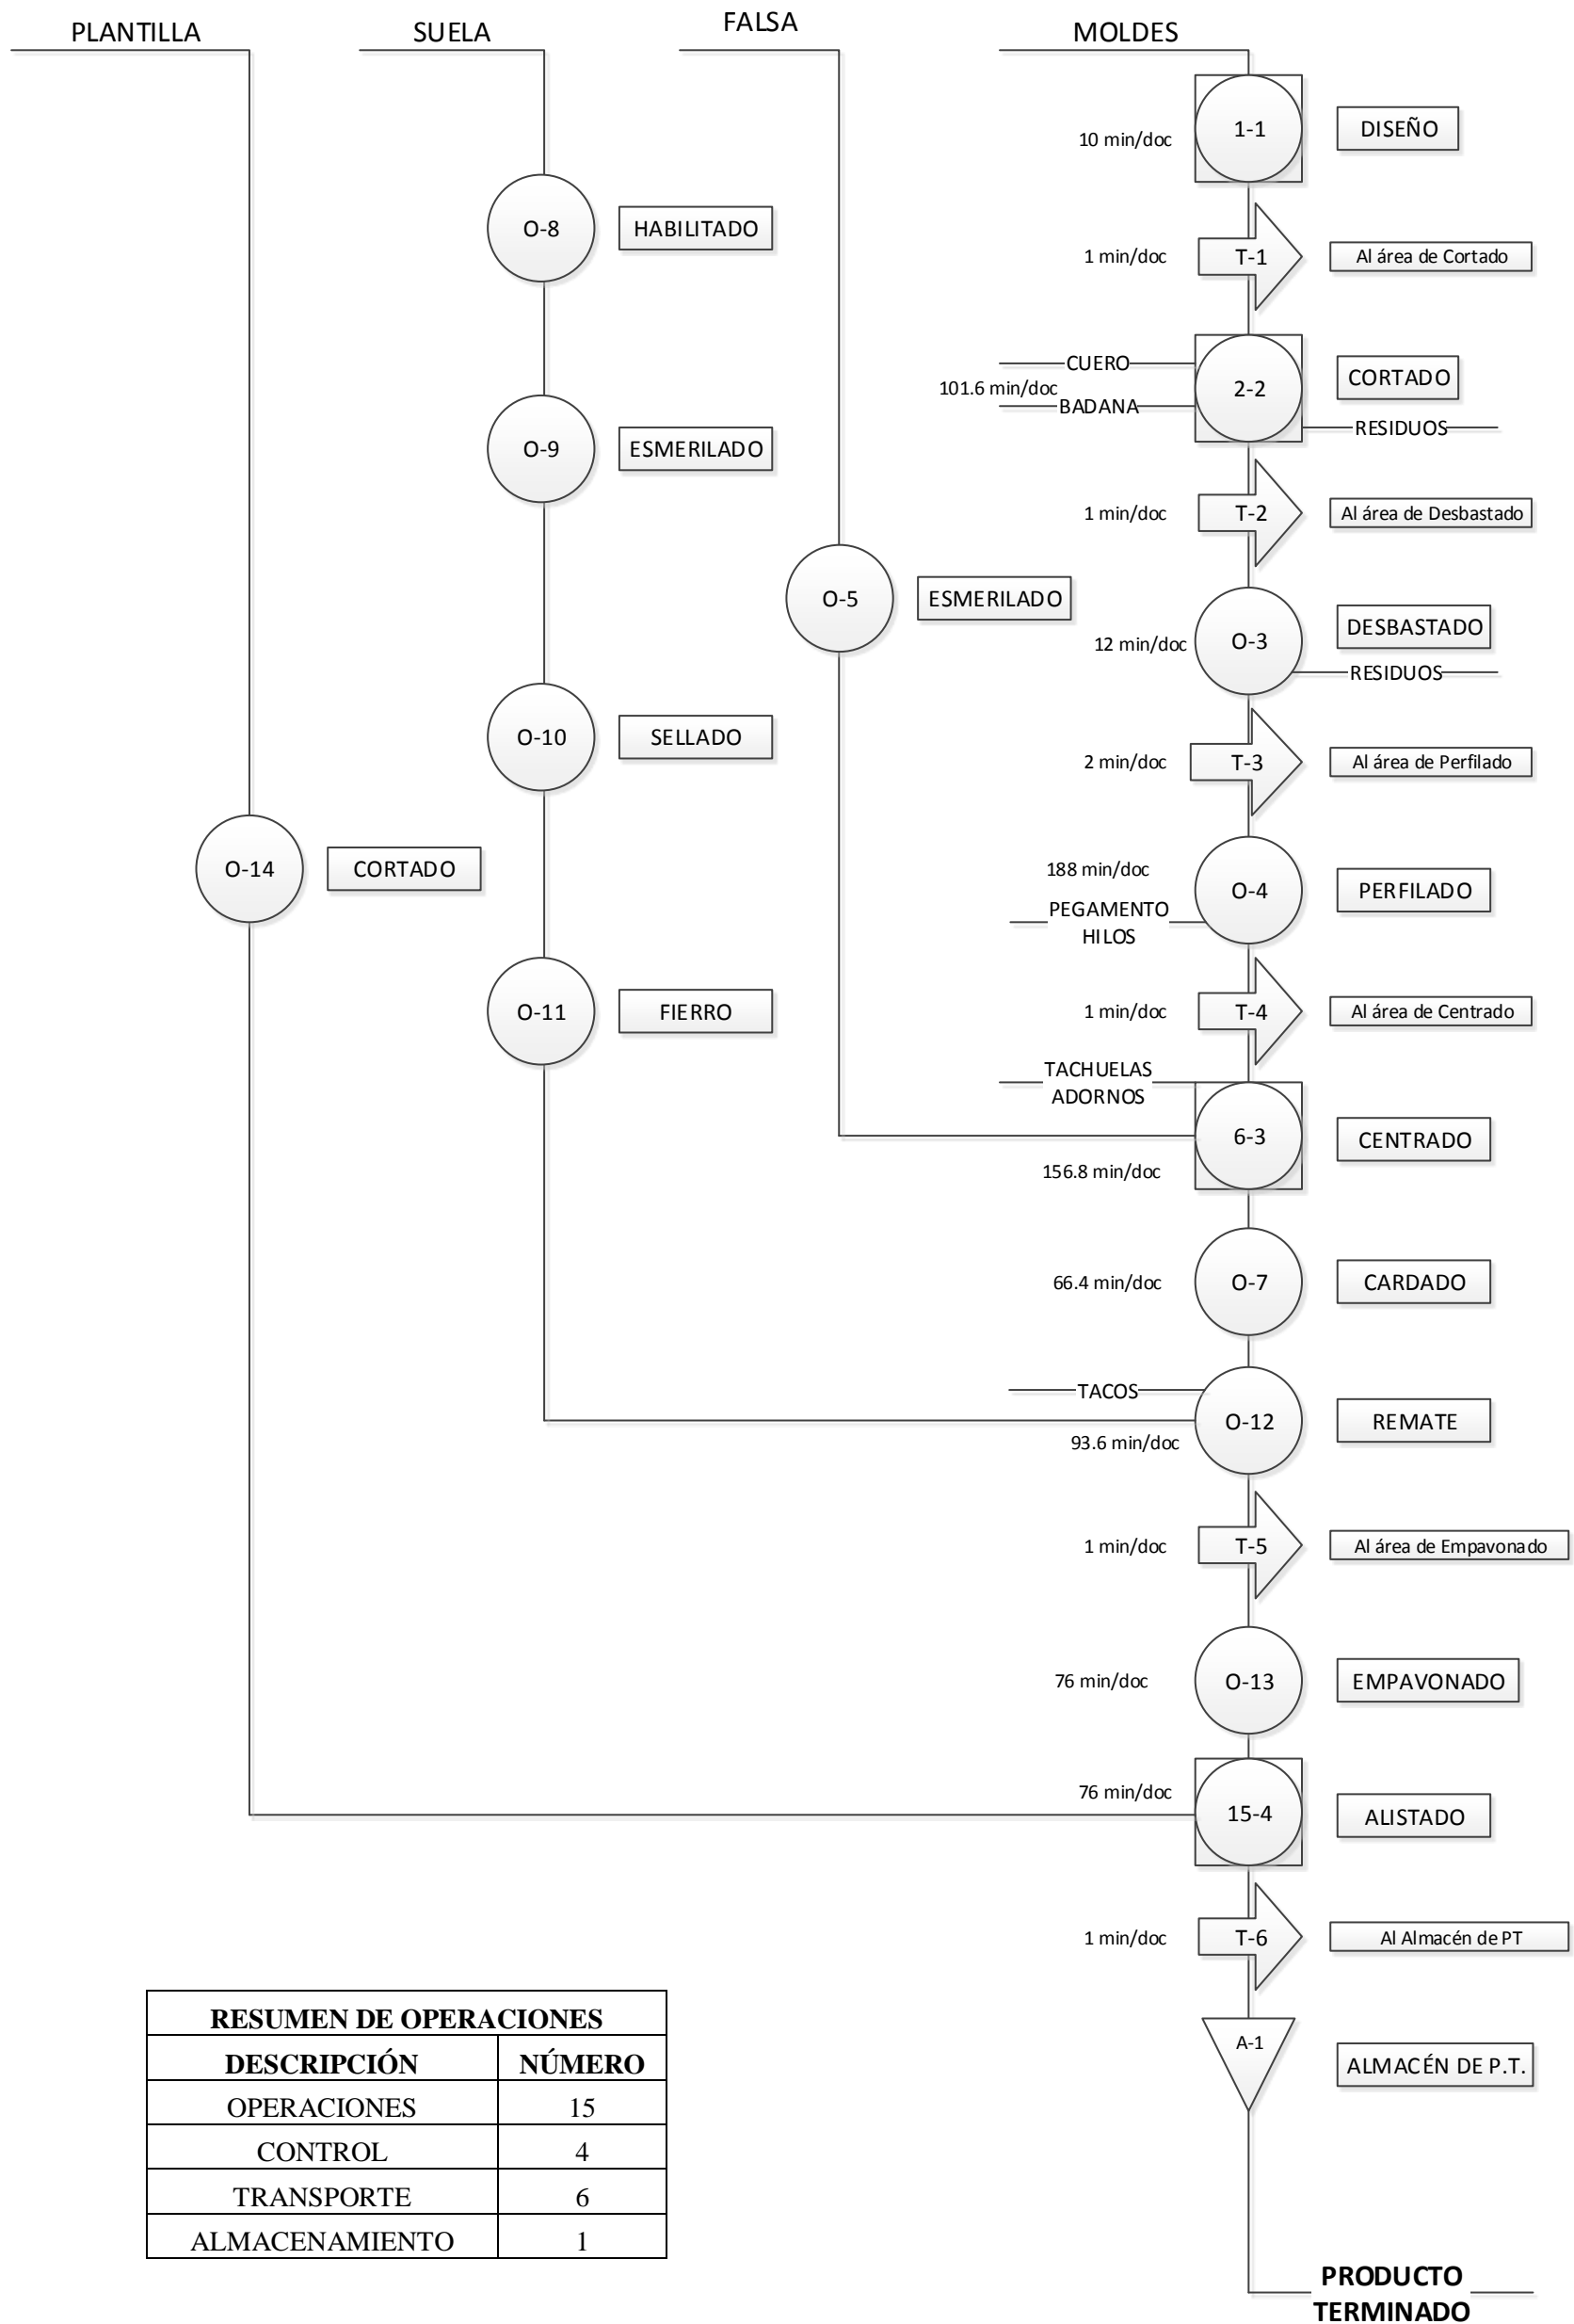 PLANTILLA
SUELA
FALSA
MOLDES
10 min/doc
1-1
DISEÑO
O-8
HABILITADO
1 min/doc
T-1
Al área de Cortado
CUERO
101.6 min/doc
BADANA
2-2
CORTADO
RESIDUOS
O-9
ESMERILADO
1 min/doc
T-2
Al área de Desbastado
O-5
ESMERILADO
12 min/doc
O-3
DESBASTADO
RESIDUOS
O-10
SELLADO
2 min/doc
T-3
Al área de Perfilado
O-14
CORTADO
188 min/doc
PEGAMENTO
HILOS
O-4
PERFILADO
O-11
FIERRO
1 min/doc
T-4
Al área de Centrado
TACHUELAS
ADORNOS
6-3
CENTRADO
156.8 min/doc
66.4 min/doc
O-7
CARDADO
TACOS
O-12
REMATE
93.6 min/doc
1 min/doc
T-5
Al área de Empavonado
76 min/doc
O-13
EMPAVONADO
76 min/doc
15-4
ALISTADO
1 min/doc
T-6
Al Almacén de PT
A-1
ALMACÉN DE P.T.
RESUMEN DE OPERACIONES
DESCRIPCIÓN NÚMERO
OPERACIONES 15
CONTROL 4
TRANSPORTE 6
ALMACENAMIENTO 1
PRODUCTO
TERMINADO